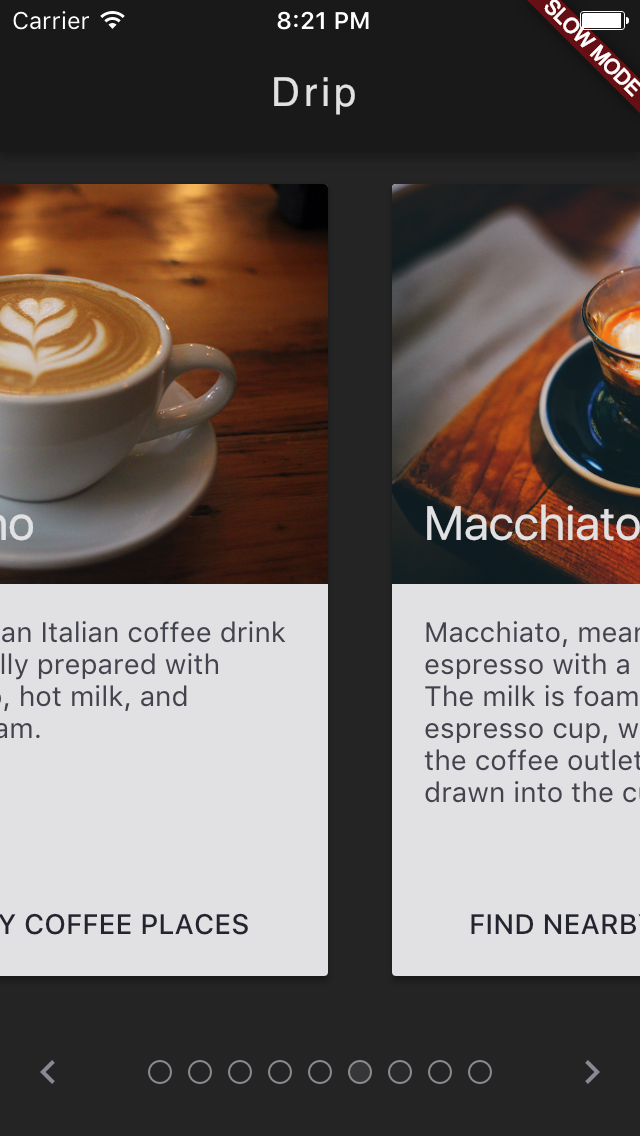 Carrier 8:21 PM
SLOW MODE
Drip
no
an Italian coffee drink
lly prepared with
, hot milk, and
am.
Y COFFEE PLACES
Macchiato
Macchiato, mean
espresso with a
The milk is foam
espresso cup, w
the coffee outlet
drawn into the cu
FIND NEARBY